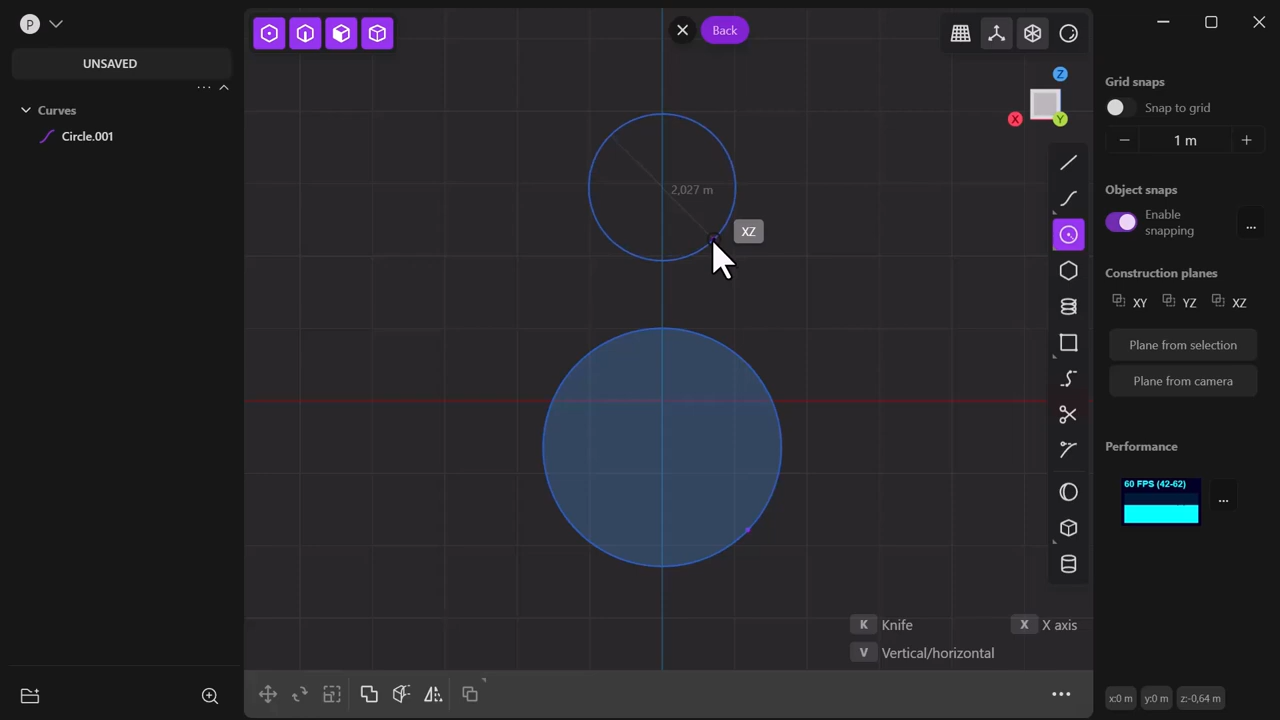 P
UNSAVED
Curves
Circle.001
Back
Z
X
Y
2,027 m
XZ
K Knife
X X axis
V Vertical/horizontal
Grid snaps
Snap to grid
1 m
Object snaps
Enable
snapping
Construction planes
XY YZ XZ
Plane from selection
Plane from camera
Performance
60 FPS (42-62)
x:0 m y:0 m z:-0,64 m